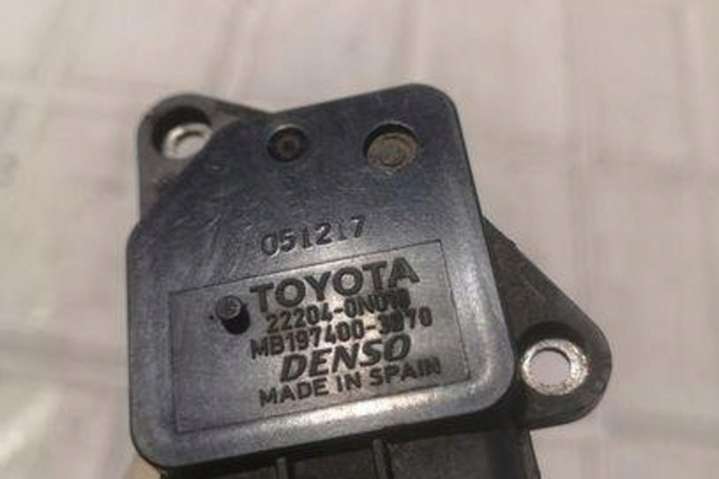 051217
TOYOTA
22204-0N010
MB197400-3070
DENSO
MADE IN SPAIN